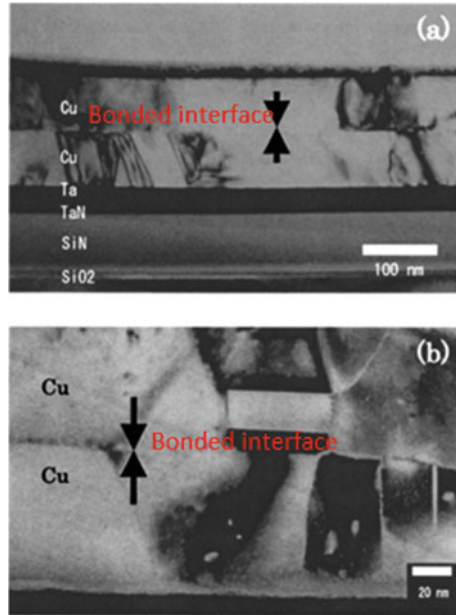 (a)
Cu
Bonded interface
Cu
Ta
TaN
SiN
SiO2
100 nm
(b)
Cu
Bonded interface
Cu
20 nm